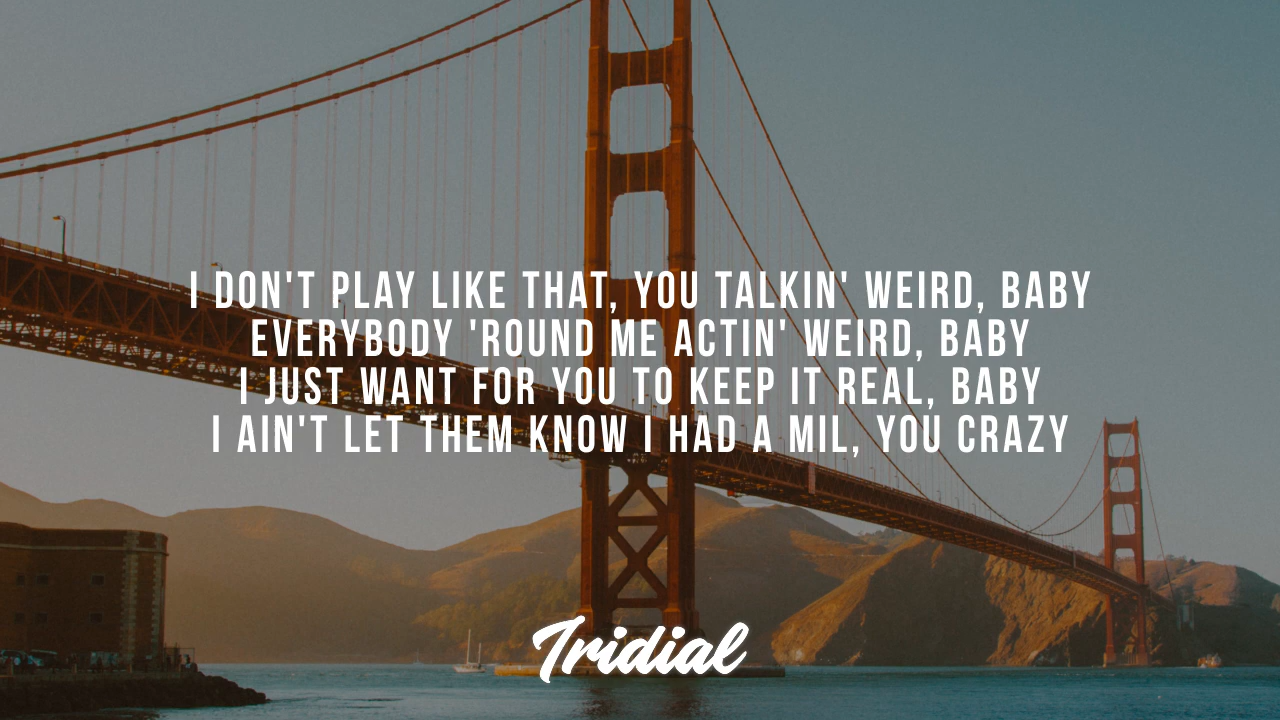 I DON'T PLAY LIKE THAT, YOU TALKIN' WEIRD, BABY
EVERYBODY 'ROUND ME ACTIN' WEIRD, BABY
I JUST WANT FOR YOU TO KEEP IT REAL, BABY
I AIN'T LET THEM KNOW I HAD A MIL, YOU CRAZY
Iridial